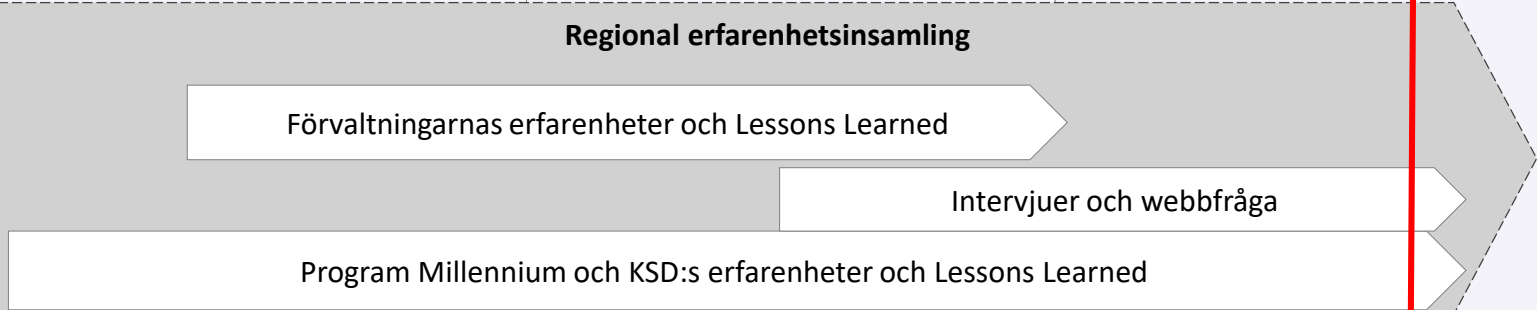 Regional erfarenhetsinsamling
Förvaltningarnas erfarenheter och Lessons Learned
Intervjuer och webbfråga
Program Millennium och KSD:s erfarenheter och Lessons Learned